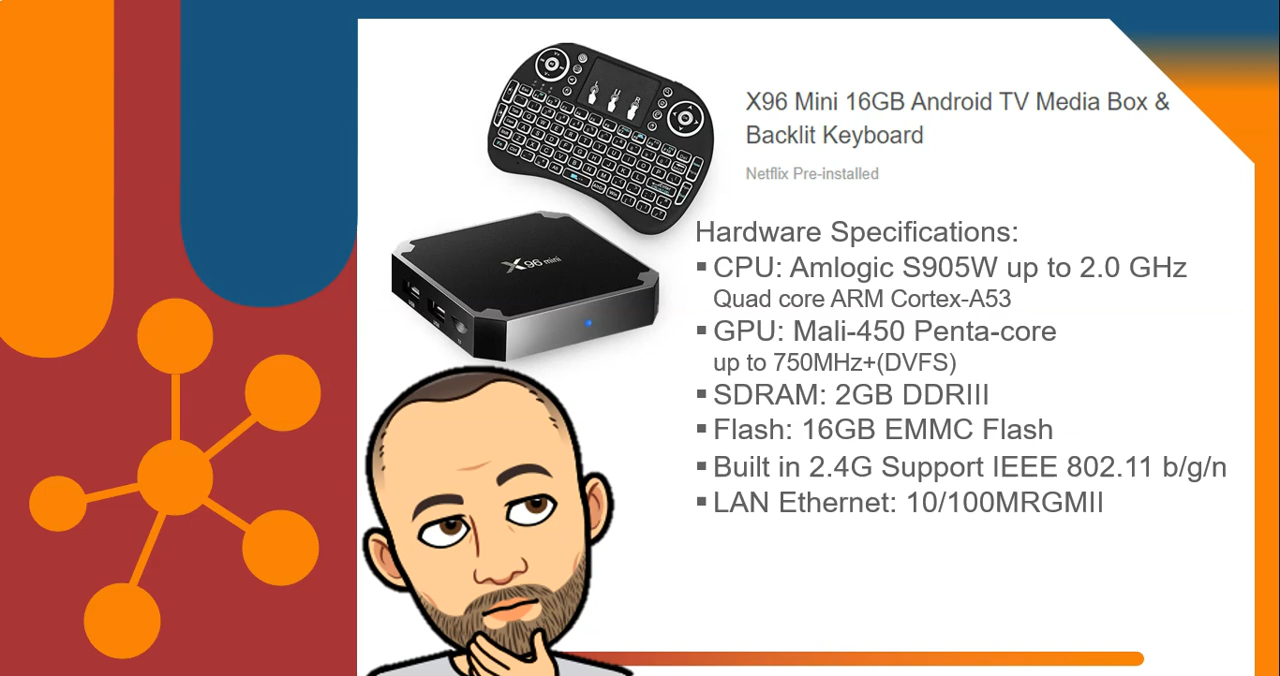 X96 Mini 16GB Android TV Media Box &
Backlit Keyboard
Netflix Pre-installed
X96 mini
Hardware Specifications:
▪ CPU: Amlogic S905W up to 2.0 GHz
Quad core ARM Cortex-A53
▪ GPU: Mali-450 Penta-core
up to 750MHz+(DVFS)
▪ SDRAM: 2GB DDRIII
▪ Flash: 16GB EMMC Flash
▪ Built in 2.4G Support IEEE 802.11 b/g/n
▪ LAN Ethernet: 10/100MRGMII